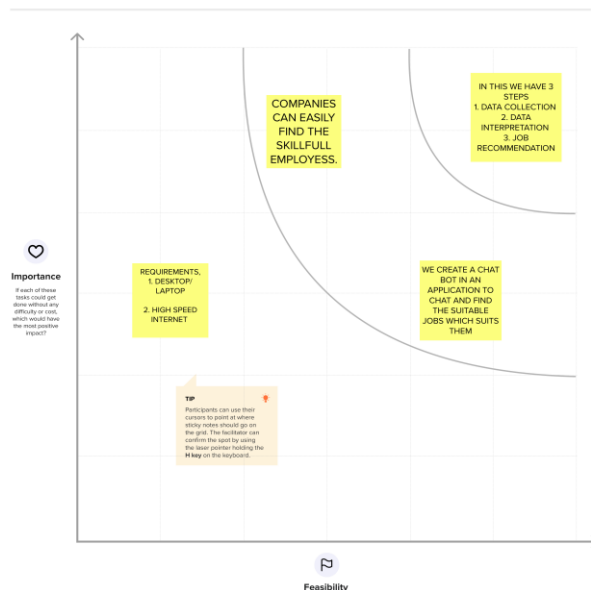 COMPANIES
CAN EASILY
FIND THE
SKILLFULL
EMPLOYESS.
IN THIS WE HAVE 3
STEPS
1. DATA COLLECTION
2. DATA
INTERPRETATION
3. JOB
RECOMMENDATION
Importance
If each of these
tasks could get
done without any
difficulty or cost,
which would have
the most positive
impact?
REQUIREMENTS,
1. DESKTOP/
LAPTOP
2. HIGH SPEED
INTERNET
WE CREATE A CHAT
BOT IN AN
APPLICATION TO
CHAT AND FIND
THE SUITABLE
JOBS WHICH SUITS
THEM
TIP
Participants can use their
cursors to point at where
sticky notes should go on
the grid. The facilitator can
confirm the spot by using
the laser pointer holding the
H key on the keyboard.
Feasibility